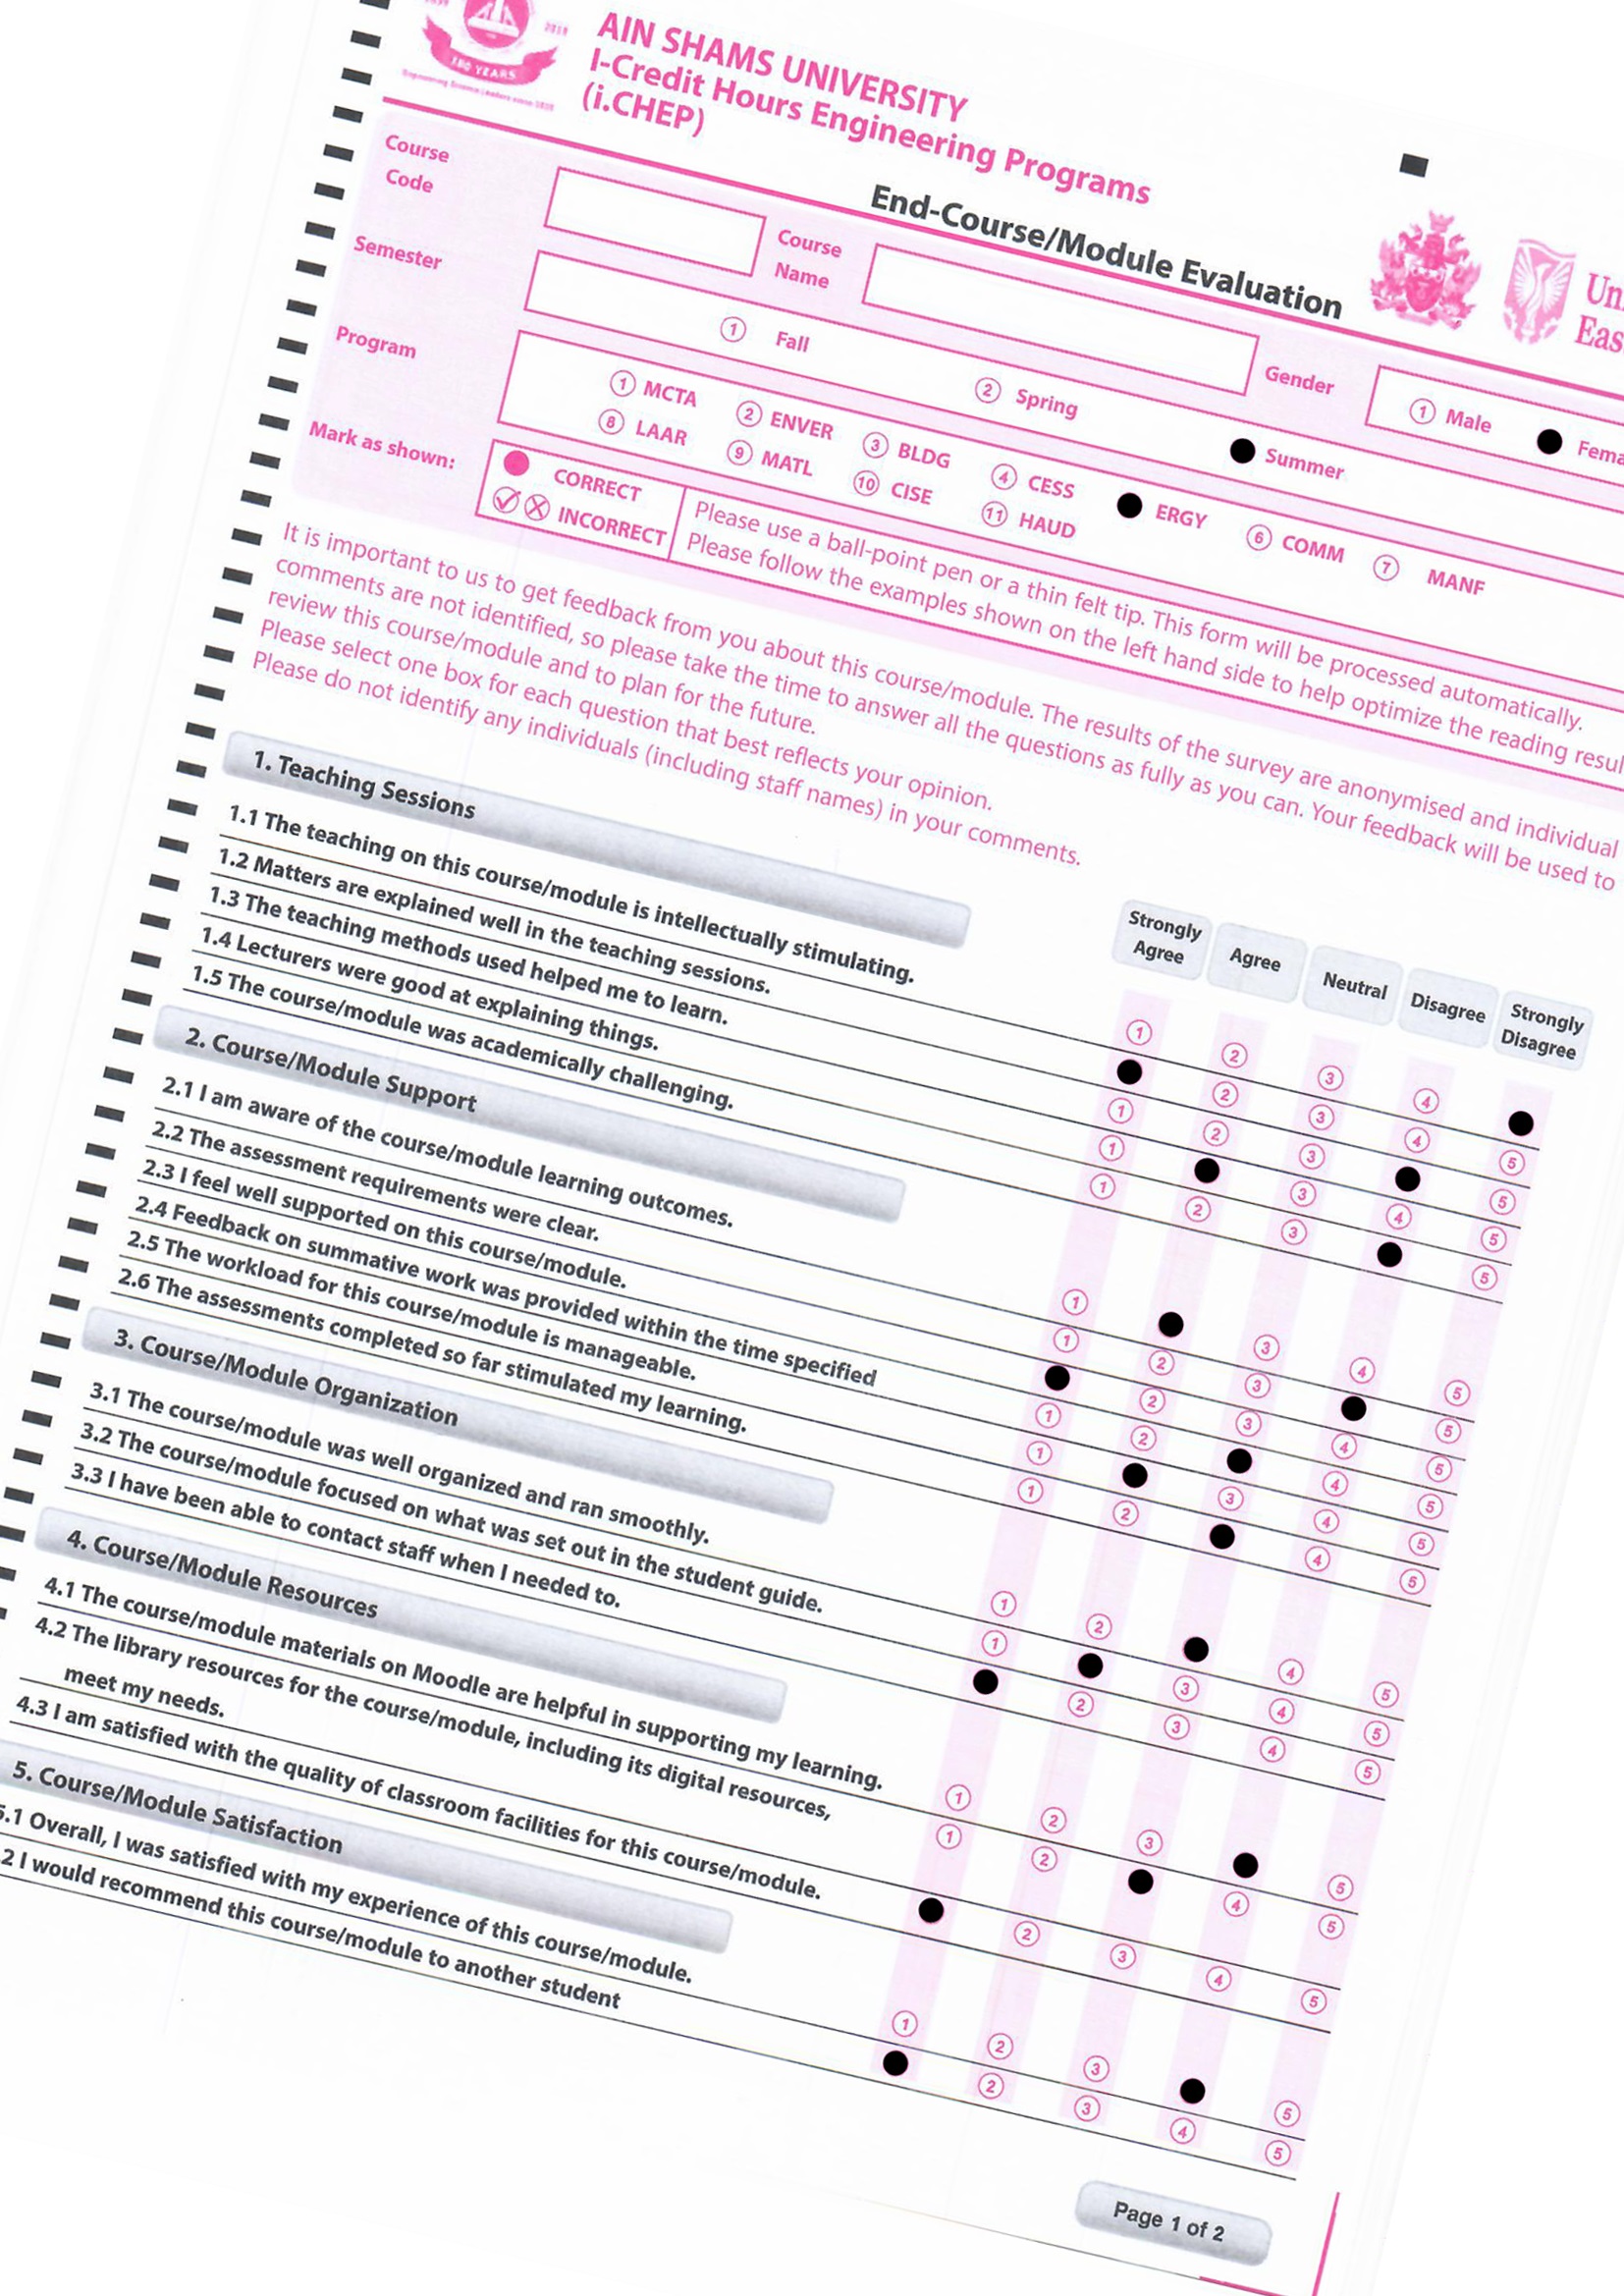 180 YEARS
2019
Engineering Science Leaders since 1839
AIN SHAMS UNIVERSITY
I-Credit Hours Engineering Programs
(i.CHEP)
End-Course/Module Evaluation
Course
Code
Course
Name
Semester
1 Fall
2 Spring
Summer
Gender
1 Male
Program
1 MCTA 2 ENVER 3 BLDG 4 CESS ERGY 6 COMM 7 MANF
8 LAAR 9 MATL 10 CISE 11 HAUD
Mark as shown:
CORRECT
INCORRECT
Please use a ball-point pen or a thin felt tip. This form will be processed automatically.
Please follow the examples shown on the left hand side to help optimize the reading
It is important to us to get feedback from you about this course/module. The results of the survey are anonymised and individual
comments are not identified, so please take the time to answer all the questions as fully as you can. Your feedback will be used to
review this course/module and to plan for the future.
Please select one box for each question that best reflects your opinion.
Please do not identify any individuals (including staff names) in your comments.
1. Teaching Sessions
Strongly Agree
Agree
Neutral
Disagree
Strongly Disagree
1.1 The teaching on this course/module is intellectually stimulating. 1 2 3 4
1.2 Matters are explained well in the teaching sessions. 2 3 4 5
1.3 The teaching methods used helped me to learn. 1 2 3 5
1.4 Lecturers were good at explaining things. 1 3 4 5
1.5 The course/module was academically challenging. 1 2 3 5
2. Course/Module Support
2.1 I am aware of the course/module learning outcomes. 1 3 4 5
2.2 The assessment requirements were clear. 1 2 3 5
2.3 I feel well supported on this course/module. 2 3 4 5
2.4 Feedback on summative work was provided within the time specified 1 2 4 5
2.5 The workload for this course/module is manageable. 1 3 4 5
2.6 The assessments completed so far stimulated my learning. 1 2 4 5
3. Course/Module Organization
3.1 The course/module was well organized and ran smoothly. 1 2 4 5
3.2 The course/module focused on what was set out in the student guide. 1 3 4 5
3.3 I have been able to contact staff when I needed to. 2 3 4 5
4. Course/Module Resources
4.1 The course/module materials on Moodle are helpful in supporting my learning. 1 2 3 5
4.2 The library resources for the course/module, including its digital resources,
meet my needs. 1 2 4 5
4.3 I am satisfied with the quality of classroom facilities for this course/module. 2 3 4 5
5. Course/Module Satisfaction
5.1 Overall, I was satisfied with my experience of this course/module. 1 2 3 5
2 I would recommend this course/module to another student 2 3 4 5
Page 1 of 2